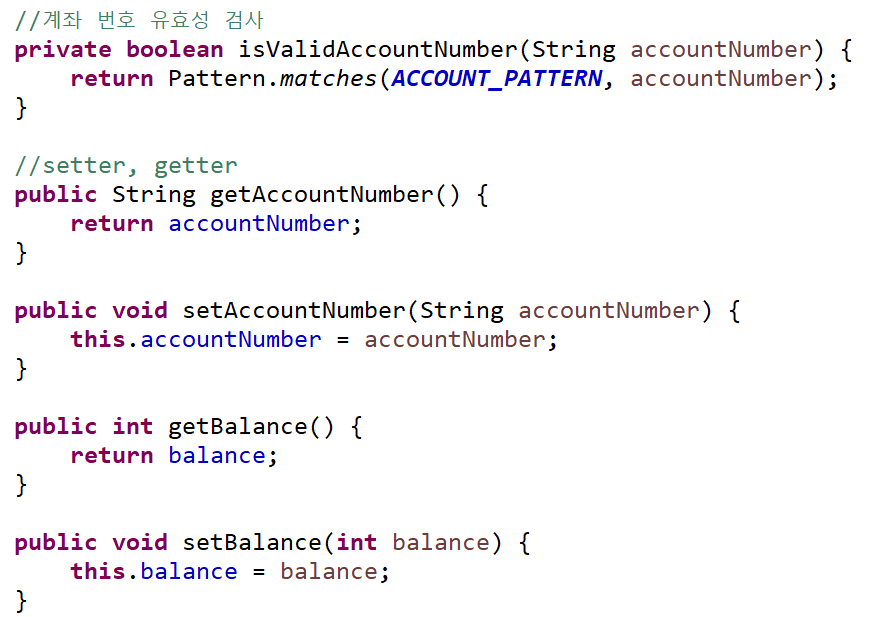 //계좌 번호 유효성 검사
private boolean isValidAccountNumber(String accountNumber) {
    return Pattern.matches(ACCOUNT_PATTERN, accountNumber);
}

//setter, getter
public String getAccountNumber() {
    return accountNumber;
}

public void setAccountNumber(String accountNumber) {
    this.accountNumber = accountNumber;
}

public int getBalance() {
    return balance;
}

public void setBalance(int balance) {
    this.balance = balance;
}